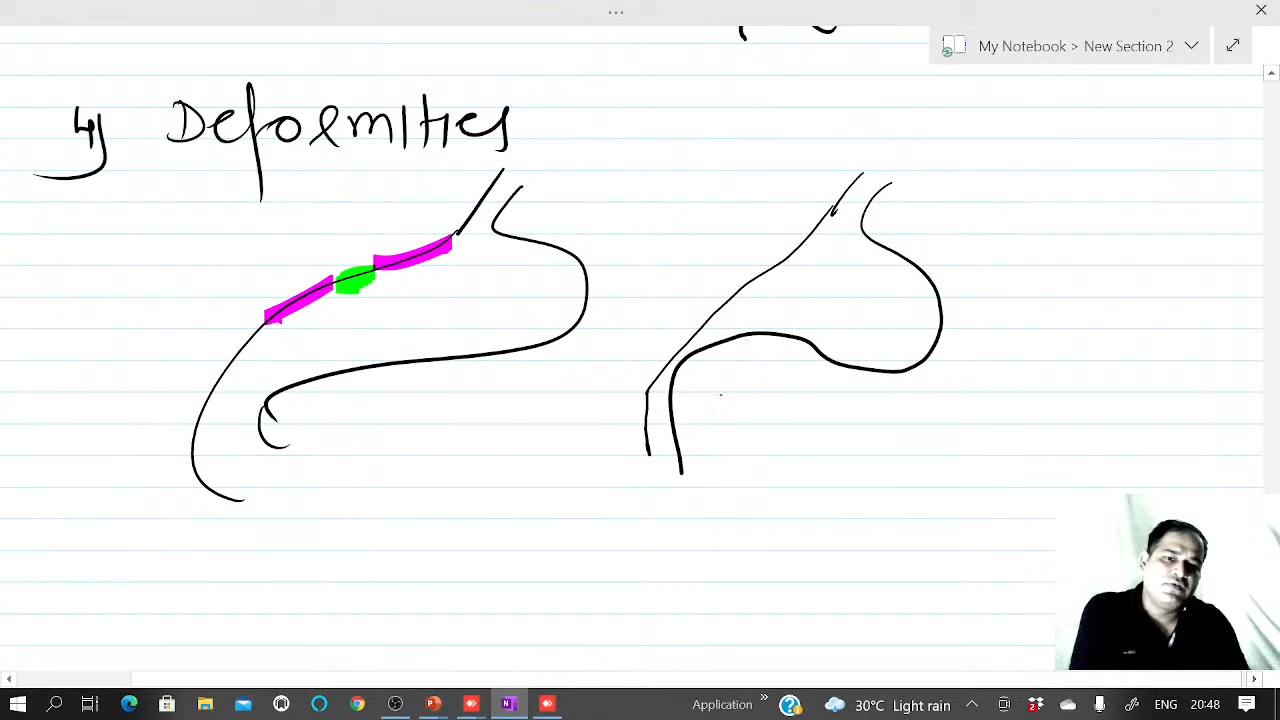 ...
My Notebook > New Section 2
4) Deformities
Application
»
30°C Light rain
ENG
20:48